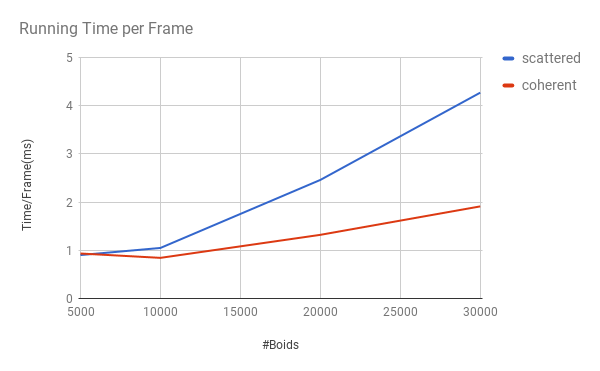 Running Time per Frame
scattered
coherent
Time/Frame(ms)
5
4
3
2
1
0
5000 10000 15000 20000 25000 30000
#Boids